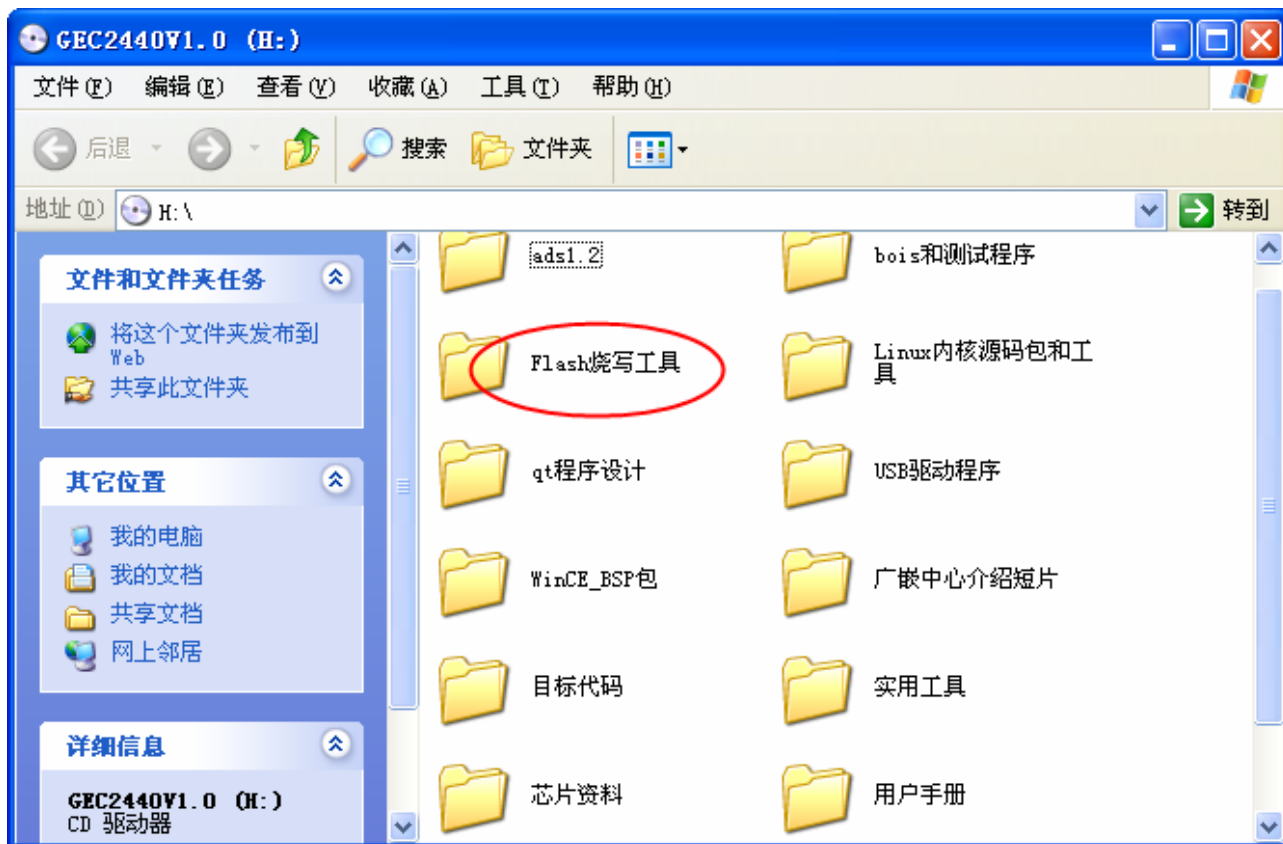 GEC2440V1.0 (H:)
文件(F) 编辑(E) 查看(V) 收藏(A) 工具(T) 帮助(H)
后退 搜索 文件夹
地址(D) H:\ 转到
文件和文件夹任务
将这个文件夹发布到
Web
共享此文件夹
其它位置
我的电脑
我的文档
共享文档
网上邻居
详细信息
GEC2440V1.0 (H:)
CD 驱动器
ads1.2
bois和测试程序
Flash烧写工具
Linux内核源码包和工
具
qt程序设计
USB驱动程序
WinCE_BSP包
广嵌中心介绍短片
目标代码
实用工具
芯片资料
用户手册